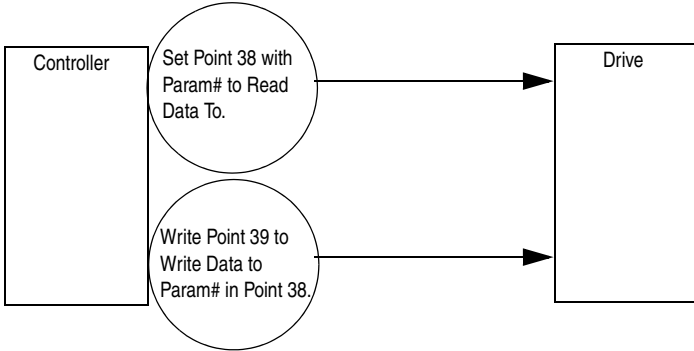 Controller
Set Point 38 with
Param# to Read
Data To.
Drive
Write Point 39 to
Write Data to
Param# in Point 38.